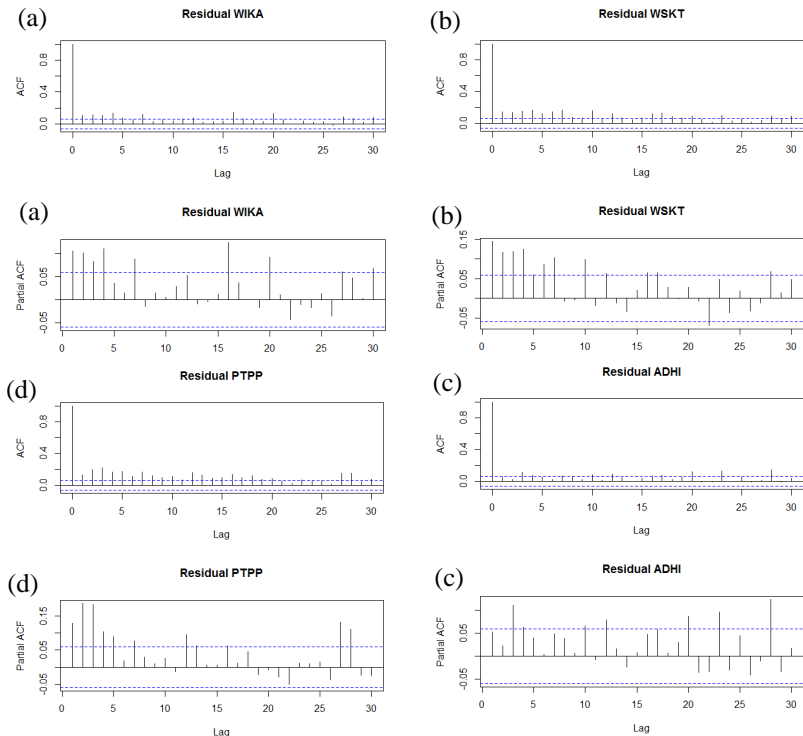 (a)
Residual WIKA
ACF
0.0 0.4 0.8
0 5 10 15 20 25 30
Lag
(b)
Residual WSKT
ACF
0.0 0.4 0.8
0 5 10 15 20 25 30
Lag
(a)
Residual WIKA
Partial ACF
-0.05 0.05
0 5 10 15 20 25 30
Lag
(b)
Residual WSKT
Partial ACF
-0.05 0.05 0.15
0 5 10 15 20 25 30
Lag
(d)
Residual PTPP
ACF
0.0 0.4 0.8
0 5 10 15 20 25 30
Lag
(c)
Residual ADHI
ACF
0.0 0.4 0.8
0 5 10 15 20 25 30
Lag
(d)
Residual PTPP
Partial ACF
-0.05 0.05 0.15
0 5 10 15 20 25 30
Lag
(c)
Residual ADHI
Partial ACF
-0.05 0.05
0 5 10 15 20 25 30
Lag